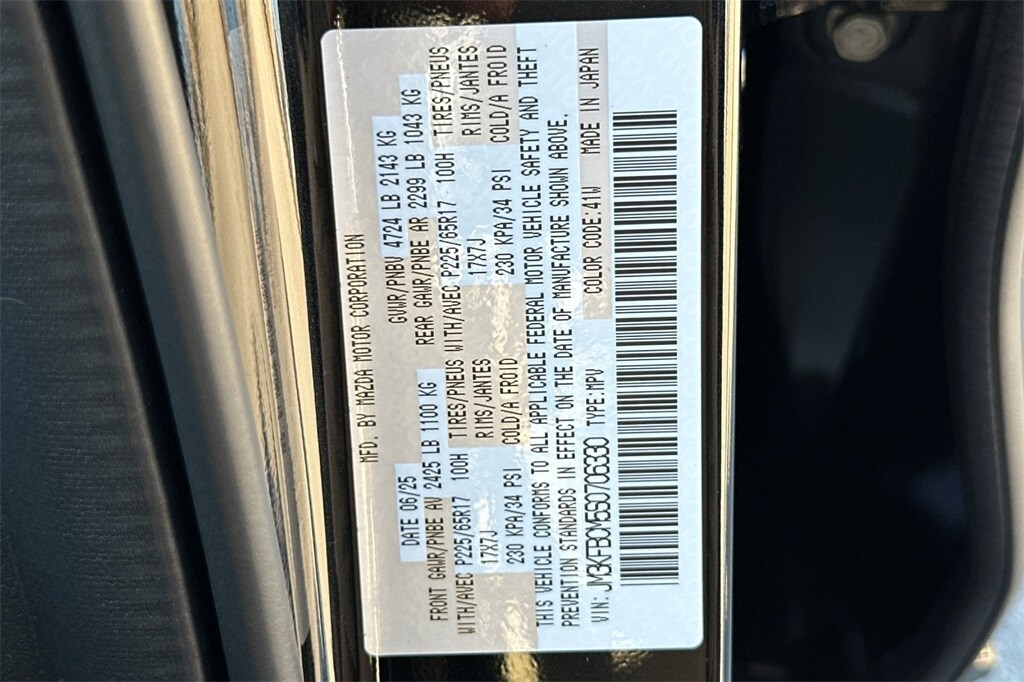 MFD. BY MAZDA MOTOR CORPORATION
DATE 06/25 GVWR/PNBV 4724 LB 2143 KG
FRONT GAWR/PNBE AV 2425 LB 1100 KG REAR GAWR/PNBE AR 2299 LB 1043 KG
WITH/AVEC P225/65R17 100H TIRES/PNEUS WITH/AVEC P225/65R17 100H TIRES/PNEUS
17X7J RIMS/JANTES 17X7J RIMS/JANTES
230 KPA/34 PSI COLD/A FROID 230 KPA/34 PSI COLD/A FROID
THIS VEHICLE CONFORMS TO ALL APPLICABLE FEDERAL MOTOR VEHICLE SAFETY AND THEFT
PREVENTION STANDARDS IN EFFECT ON THE DATE OF MANUFACTURE SHOWN ABOVE.
VIN: JM3KFBCM5S0706330 TYPE:MPV COLOR CODE:41W MADE IN JAPAN